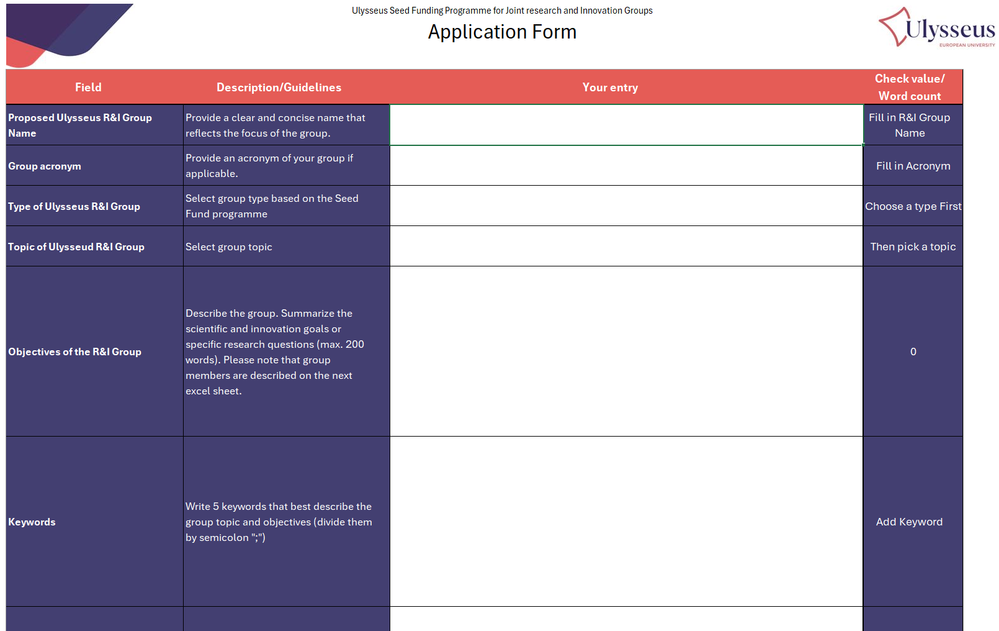 Ulysseus Seed Funding Programme for Joint research and Innovation Groups
Application Form
Ulysseus
EUROPEAN UNIVERSITY
Field
Description/Guidelines
Your entry
Check value/
Word count
Proposed Ulysseus R&I Group
Name
Provide a clear and concise name that
reflects the focus of the group.
Fill in R&I Group
Name
Group acronym
Provide an acronym of your group if
applicable.
Fill in Acronym
Type of Ulysseus R&I Group
Select group type based on the Seed
Fund programme
Choose a type First
Topic of Ulysseud R&I Group
Select group topic
Then pick a topic
Objectives of the R&I Group
Describe the group. Summarize the
scientific and innovation goals or
specific research questions (max. 200
words). Please note that group
members are described on the next
excel sheet.
0
Keywords
Write 5 keywords that best describe the
group topic and objectives (divide them
by semicolon ";")
Add Keyword